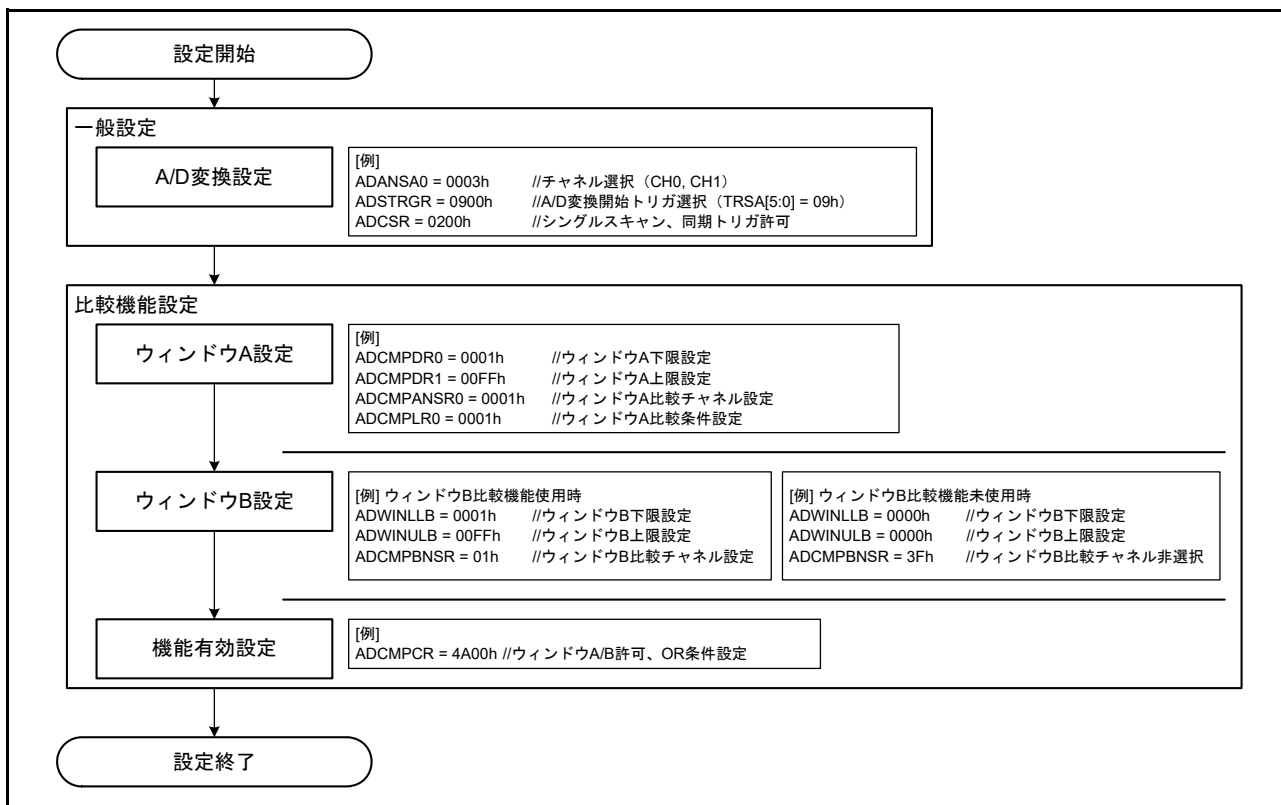 設定開始
一般設定
A/D変換設定
[例]
ADANSA0 = 0003h //チャネル選択（CH0, CH1）
ADSTRGR = 0900h //A/D変換開始トリガ選択（TRSA[5:0] = 09h）
ADCSR = 0200h //シングルスキャン、同期トリガ許可
比較機能設定
ウィンドウA設定
[例]
ADCMPDR0 = 0001h //ウィンドウA下限設定
ADCMPDR1 = 00FFh //ウィンドウA上限設定
ADCMPANSR0 = 0001h //ウィンドウA比較チャネル設定
ADCMPLR0 = 0001h //ウィンドウA比較条件設定
ウィンドウB設定
[例] ウィンドウB比較機能使用時
ADWINLLB = 0001h //ウィンドウB下限設定
ADWINULB = 00FFh //ウィンドウB上限設定
ADCMPBNSR = 01h //ウィンドウB比較チャネル設定
[例] ウィンドウB比較機能未使用時
ADWINLLB = 0000h //ウィンドウB下限設定
ADWINULB = 0000h //ウィンドウB上限設定
ADCMPBNSR = 3Fh //ウィンドウB比較チャネル非選択
機能有効設定
[例]
ADCMPCR = 4A00h //ウィンドウA/B許可、OR条件設定
設定終了